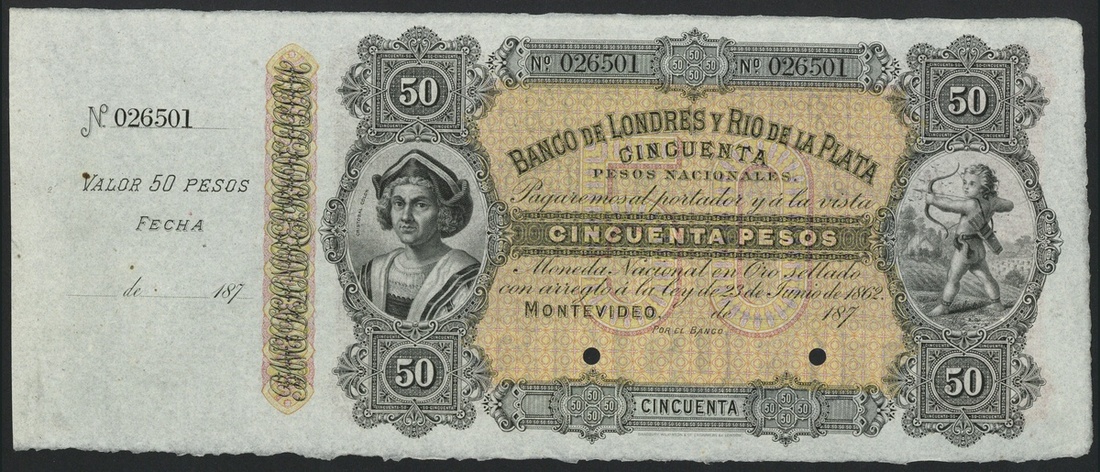 Nº 026501
VALOR 50 PESOS
FECHA
de 187
50
Nº 026501
Nº 026501
50
BANCO DE LONDRES Y RIO DE LA PLATA
CINCUENTA
PESOS NACIONALES.
Pagaremos al portador y á la vista
CINCUENTA PESOS
Moneda Nacional en Oro sellado
con arreglo á la ley de 23 de Junio de 1862.
MONTEVIDEO, de 187
POR EL BANCO
50
CINCUENTA
50